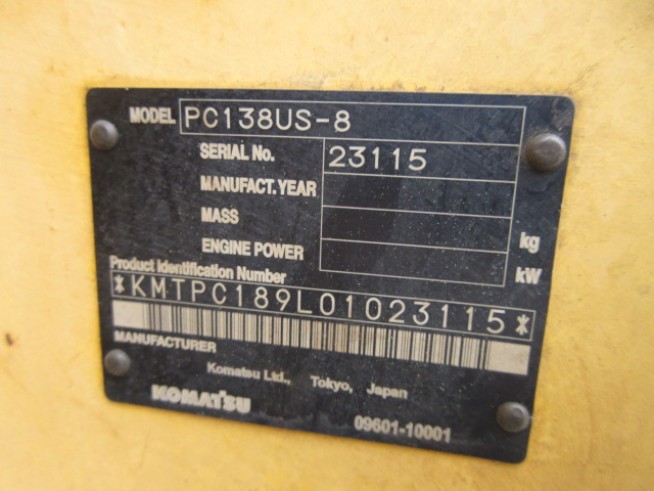 MODEL PC138US-8
SERIAL No. 23115
MANUFACT. YEAR
MASS kg
ENGINE POWER kW
Product Identification Number
*KMTPC189L01023115*
MANUFACTURER
Komatsu Ltd., Tokyo, Japan
KOMATSU
09601-10001